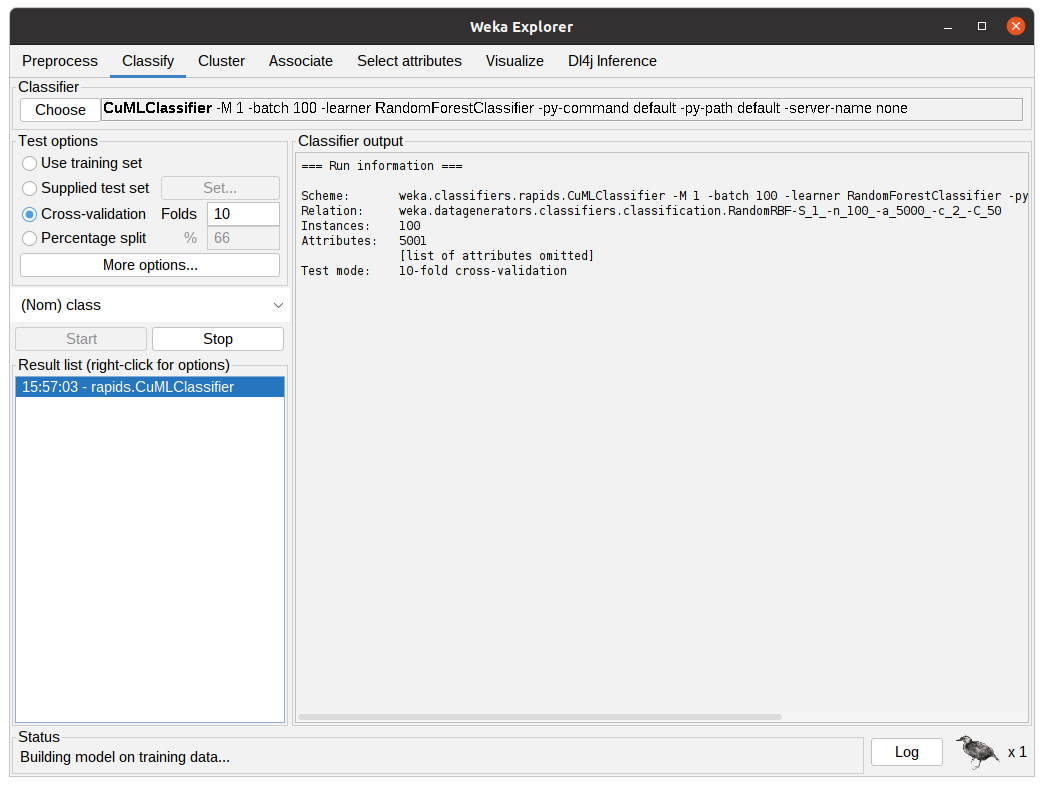 Weka Explorer
Preprocess Classify Cluster Associate Select attributes Visualize Dl4j Inference
Classifier
Choose CuMLClassifier -M 1 -batch 100 -learner RandomForestClassifier -py-command default -py-path default -server-name none
Test options
Use training set
Supplied test set Set...
Cross-validation Folds 10
Percentage split % 66
More options...
(Nom) class
Start Stop
Result list (right-click for options)
15:57:03 - rapids.CuMLClassifier
Classifier output
=== Run information ===
Scheme: weka.classifiers.rapids.CuMLClassifier -M 1 -batch 100 -learner RandomForestClassifier -py
Relation: weka.datagenerators.classifiers.classification.RandomRBF-S_1_-n_100_-a_5000_-c_2_-C_50
Instances: 100
Attributes: 5001
[list of attributes omitted]
Test mode: 10-fold cross-validation
Status
Building model on training data...
Log x 1